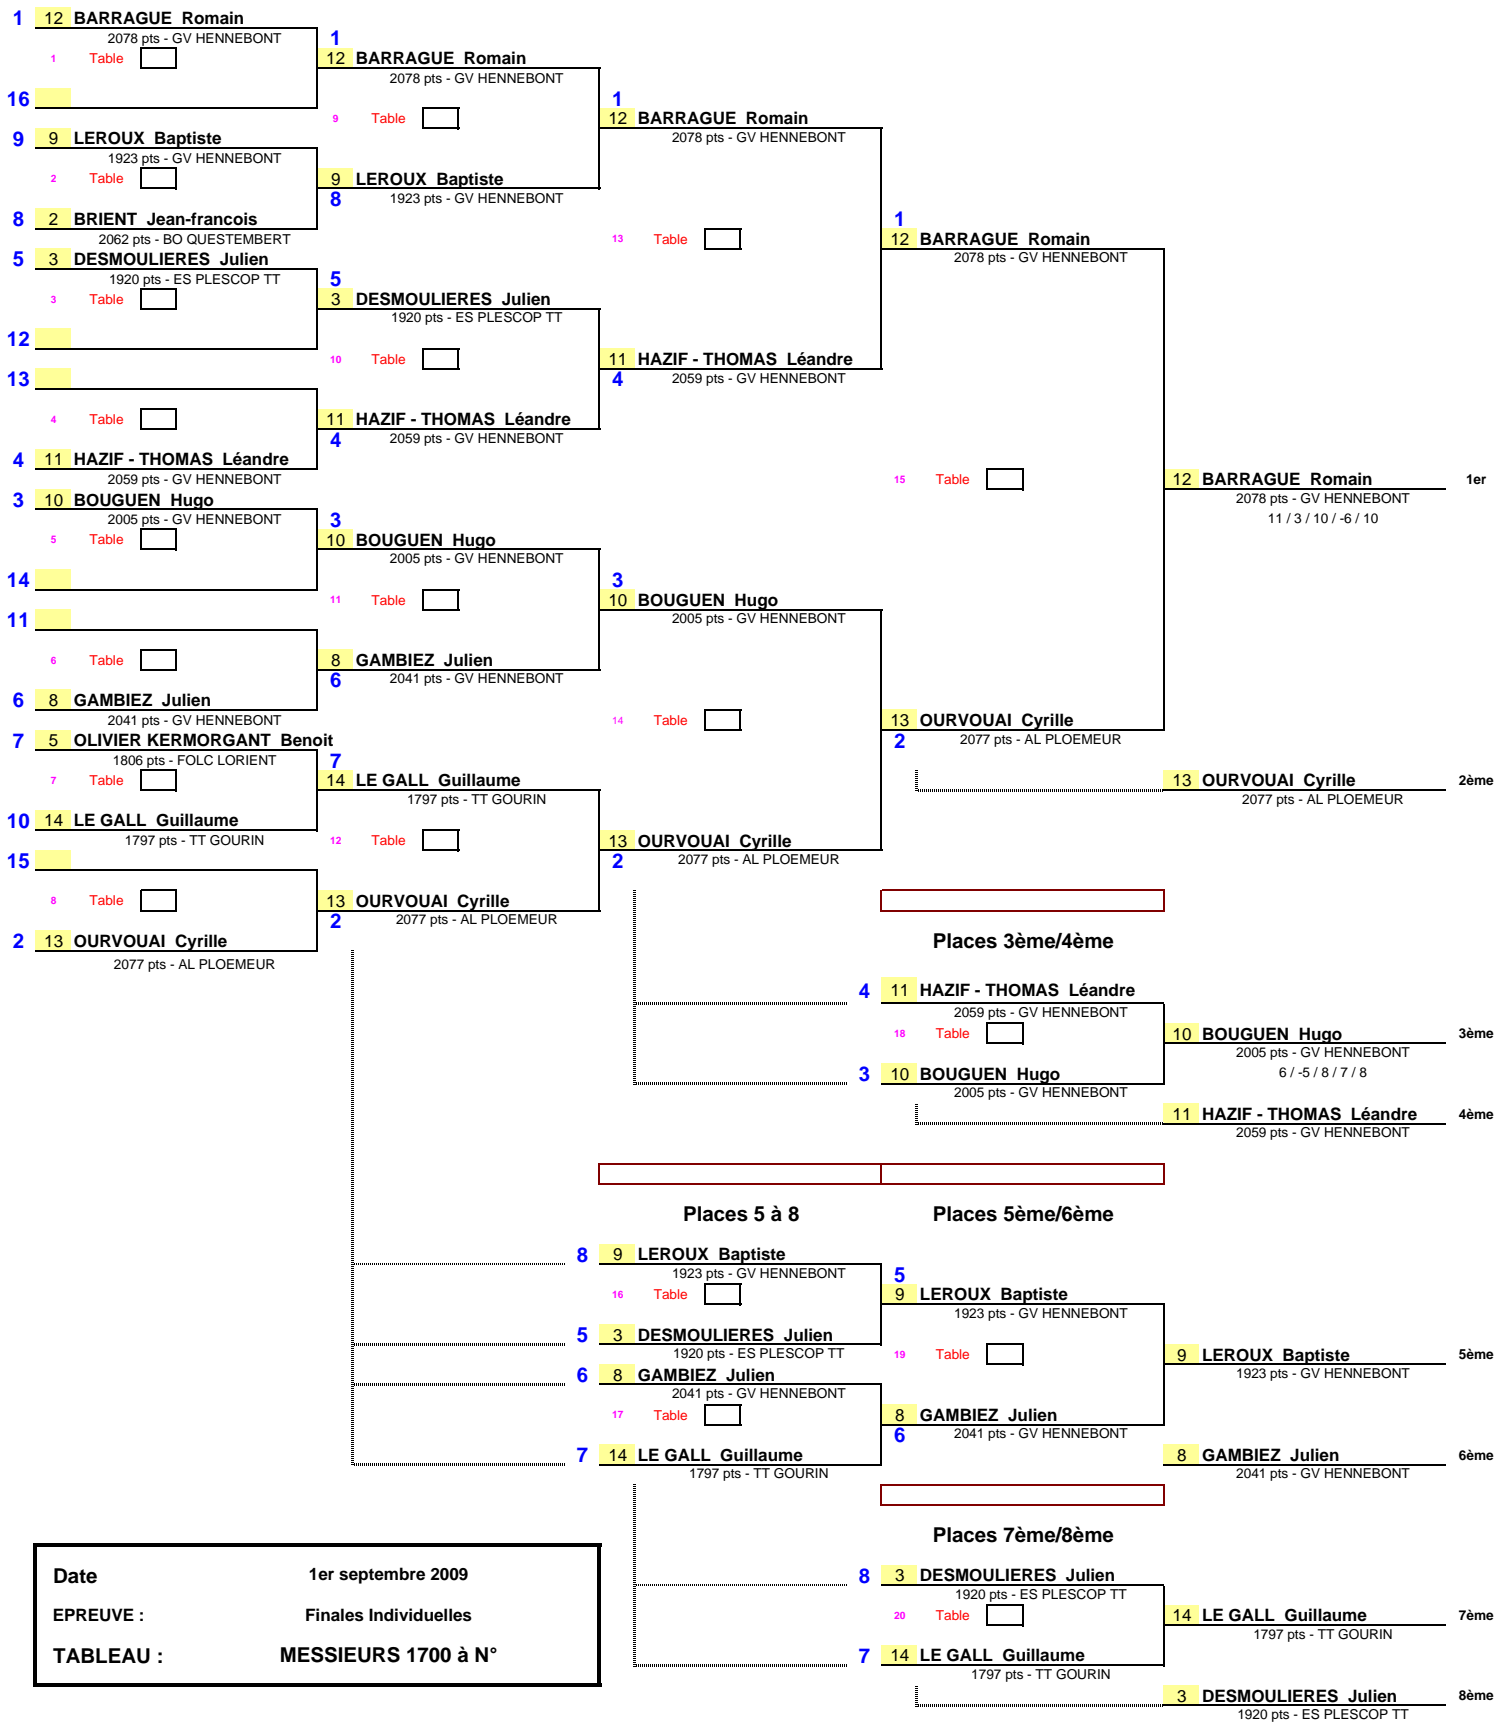 1 12 BARRAGUE Romain
2078 pts - GV HENNEBONT
1 Table
16
9 9 LEROUX Baptiste
1923 pts - GV HENNEBONT
2 Table
8 2 BRIENT Jean-francois
2062 pts - BO QUESTEMBERT
5 3 DESMOULIERES Julien
1920 pts - ES PLESCOP TT
3 Table
12
13
4 Table
4 11 HAZIF - THOMAS Léandre
2059 pts - GV HENNEBONT
3 10 BOUGUEN Hugo
2005 pts - GV HENNEBONT
5 Table
14
11
6 Table
6 8 GAMBIEZ Julien
2041 pts - GV HENNEBONT
7 5 OLIVIER KERMORGANT Benoit
1806 pts - FOLC LORIENT
7 Table
10 14 LE GALL Guillaume
1797 pts - TT GOURIN
15
8 Table
2 13 OURVOUAI Cyrille
2077 pts - AL PLOEMEUR
1
12 BARRAGUE Romain
2078 pts - GV HENNEBONT
9 Table
9 LEROUX Baptiste
8 1923 pts - GV HENNEBONT
5
3 DESMOULIERES Julien
1920 pts - ES PLESCOP TT
10 Table
11 HAZIF - THOMAS Léandre
4 2059 pts - GV HENNEBONT
3
10 BOUGUEN Hugo
2005 pts - GV HENNEBONT
11 Table
8 GAMBIEZ Julien
6 2041 pts - GV HENNEBONT
7
14 LE GALL Guillaume
1797 pts - TT GOURIN
12 Table
13 OURVOUAI Cyrille
2 2077 pts - AL PLOEMEUR
1
12 BARRAGUE Romain
2078 pts - GV HENNEBONT
13 Table
11 HAZIF - THOMAS Léandre
4 2059 pts - GV HENNEBONT
3
10 BOUGUEN Hugo
2005 pts - GV HENNEBONT
14 Table
13 OURVOUAI Cyrille
2 2077 pts - AL PLOEMEUR
1
12 BARRAGUE Romain
2078 pts - GV HENNEBONT
15 Table
13 OURVOUAI Cyrille
2 2077 pts - AL PLOEMEUR
12 BARRAGUE Romain 1er
2078 pts - GV HENNEBONT
11 / 3 / 10 / -6 / 10
13 OURVOUAI Cyrille 2ème
2077 pts - AL PLOEMEUR
Places 3ème/4ème
4 11 HAZIF - THOMAS Léandre
2059 pts - GV HENNEBONT
18 Table
3 10 BOUGUEN Hugo
2005 pts - GV HENNEBONT
10 BOUGUEN Hugo 3ème
2005 pts - GV HENNEBONT
6 / -5 / 8 / 7 / 8
11 HAZIF - THOMAS Léandre 4ème
2059 pts - GV HENNEBONT
Places 5 à 8
8 9 LEROUX Baptiste
1923 pts - GV HENNEBONT
16 Table
5 3 DESMOULIERES Julien
1920 pts - ES PLESCOP TT
6 8 GAMBIEZ Julien
2041 pts - GV HENNEBONT
17 Table
7 14 LE GALL Guillaume
1797 pts - TT GOURIN
Places 5ème/6ème
5
9 LEROUX Baptiste
1923 pts - GV HENNEBONT
19 Table
8 GAMBIEZ Julien
6 2041 pts - GV HENNEBONT
9 LEROUX Baptiste 5ème
1923 pts - GV HENNEBONT
8 GAMBIEZ Julien 6ème
2041 pts - GV HENNEBONT
Places 7ème/8ème
8 3 DESMOULIERES Julien
1920 pts - ES PLESCOP TT
20 Table
7 14 LE GALL Guillaume
1797 pts - TT GOURIN
14 LE GALL Guillaume 7ème
1797 pts - TT GOURIN
3 DESMOULIERES Julien 8ème
1920 pts - ES PLESCOP TT
Date 1er septembre 2009
EPREUVE : Finales Individuelles
TABLEAU : MESSIEURS 1700 à N°